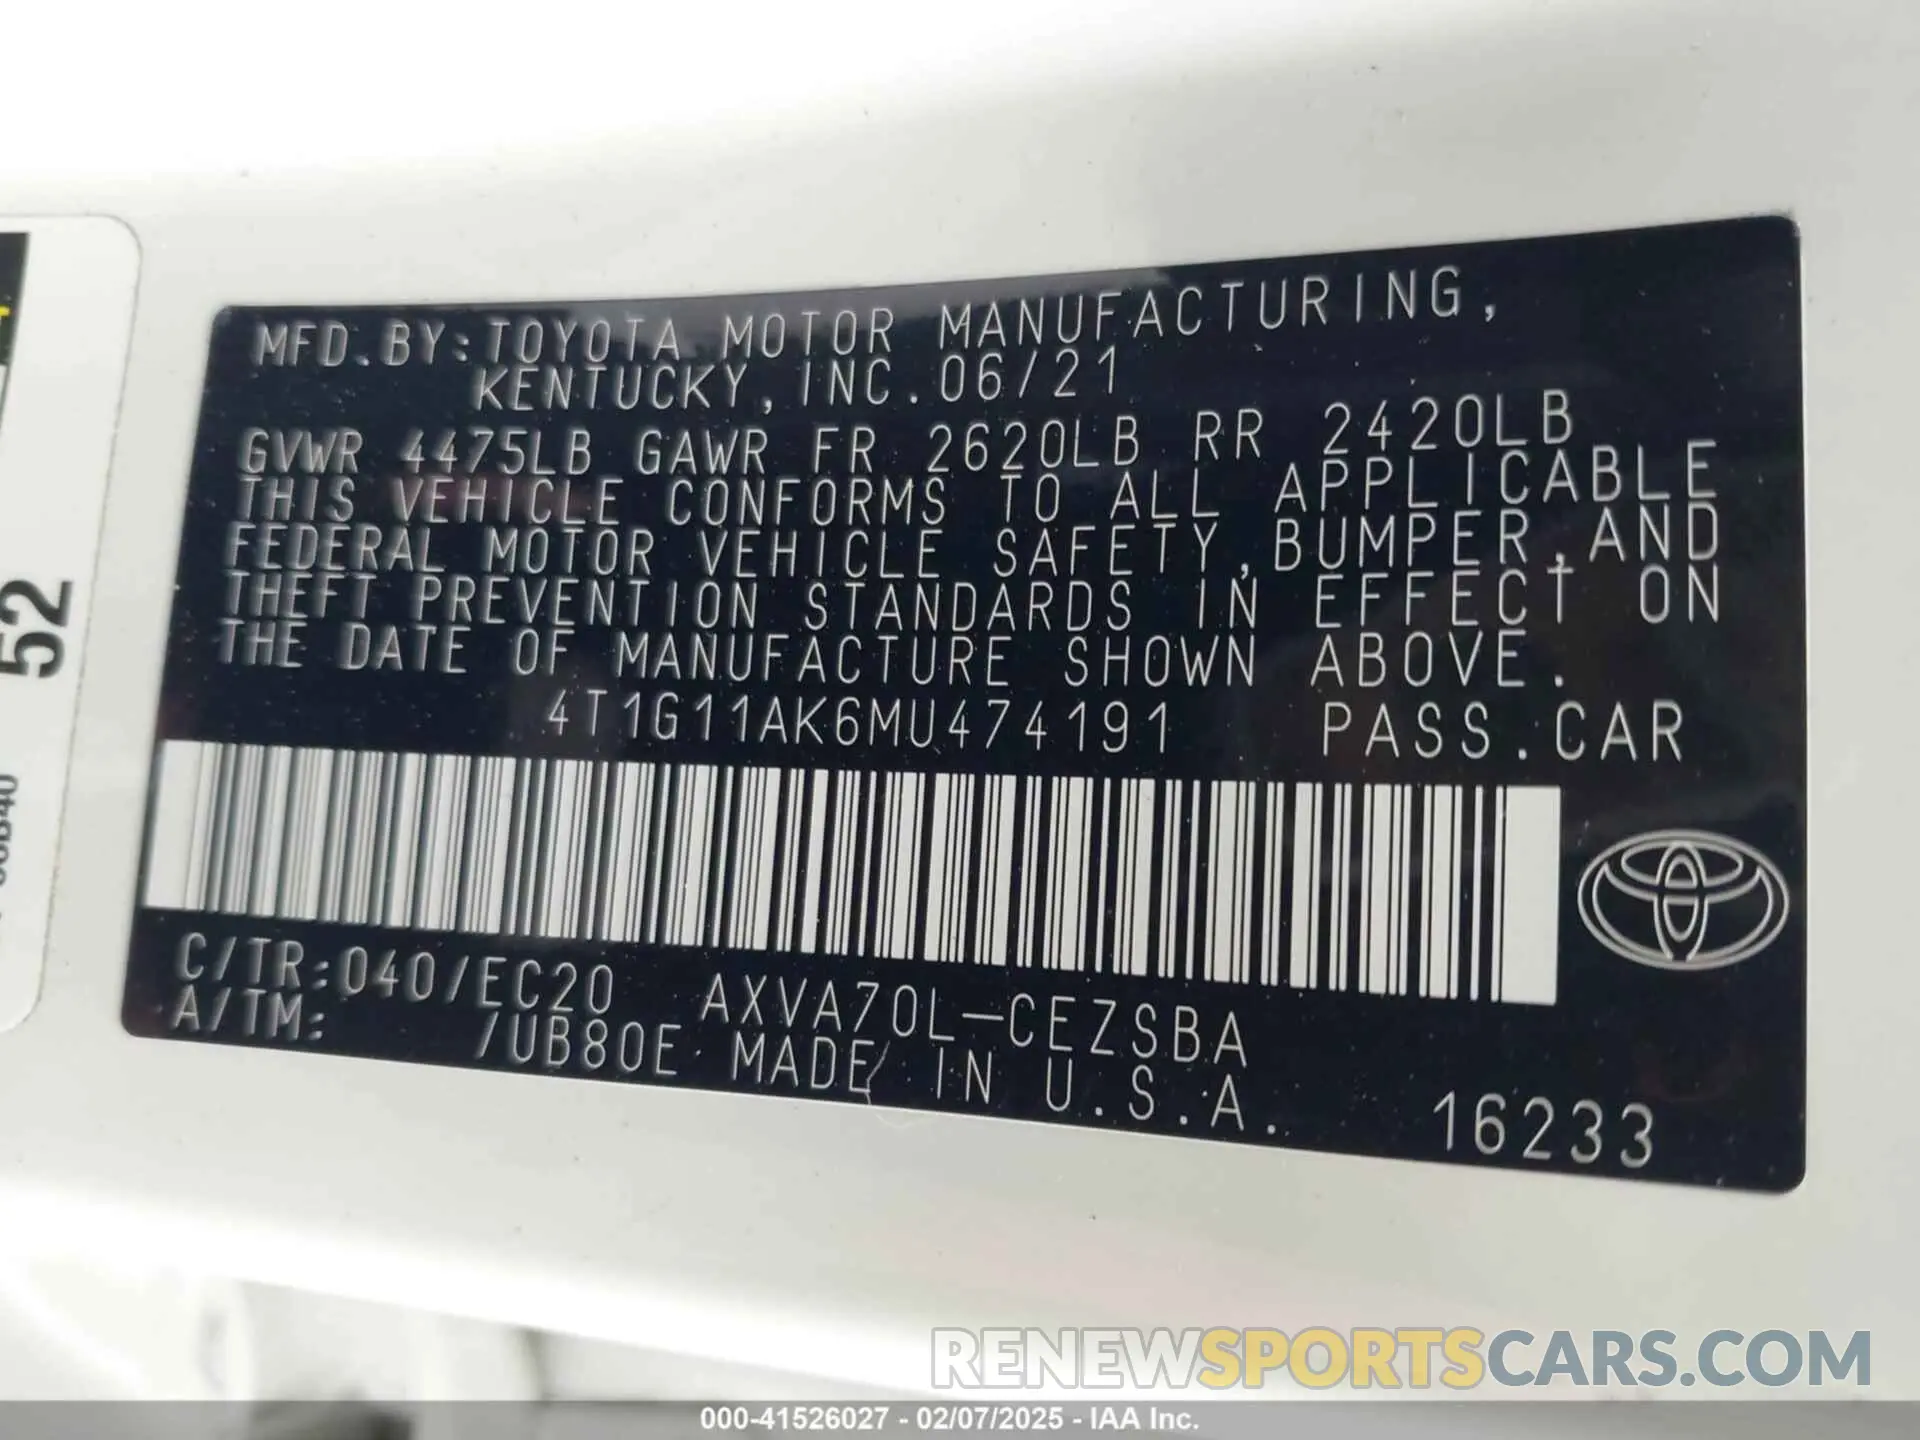 MFD.BY:TOYOTA MOTOR MANUFACTURING,
KENTUCKY, INC. 06/21
GVWR 4475LB GAWR FR 2620LB RR 2420LB
THIS VEHICLE CONFORMS TO ALL APPLICABLE
FEDERAL MOTOR VEHICLE SAFETY,BUMPER,AND
THEFT PREVENTION STANDARDS IN EFFECT ON
THE DATE OF MANUFACTURE SHOWN ABOVE.
4T1G11AK6MU474191 PASS.CAR
C/TR:040/EC20 AXVA70L-CEZSBA
A/TM: /UB80E MADE IN U.S.A. 16233
52
RENEWSPORTSCARS.COM
000-41526027 - 02/07/2025 - IAA Inc.